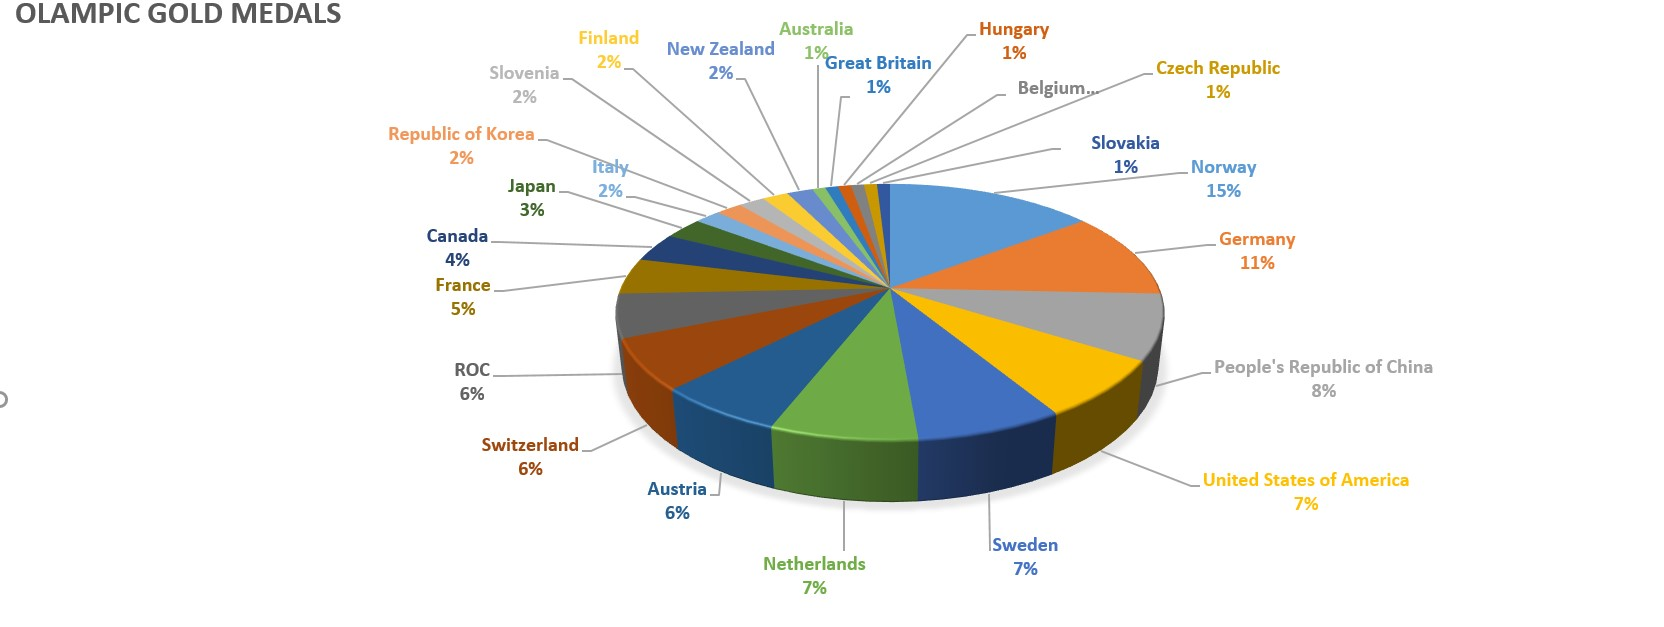 OLAMPIC GOLD MEDALS
Norway
15%
Germany
11%
People's Republic of China
8%
United States of America
7%
Sweden
7%
Netherlands
7%
Austria
6%
Switzerland
6%
ROC
6%
France
5%
Canada
4%
Japan
3%
Italy
2%
Republic of Korea
2%
Slovenia
2%
Finland
2%
New Zealand
2%
Australia
1%
Great Britain
1%
Hungary
1%
Belgium...
Czech Republic
1%
Slovakia
1%